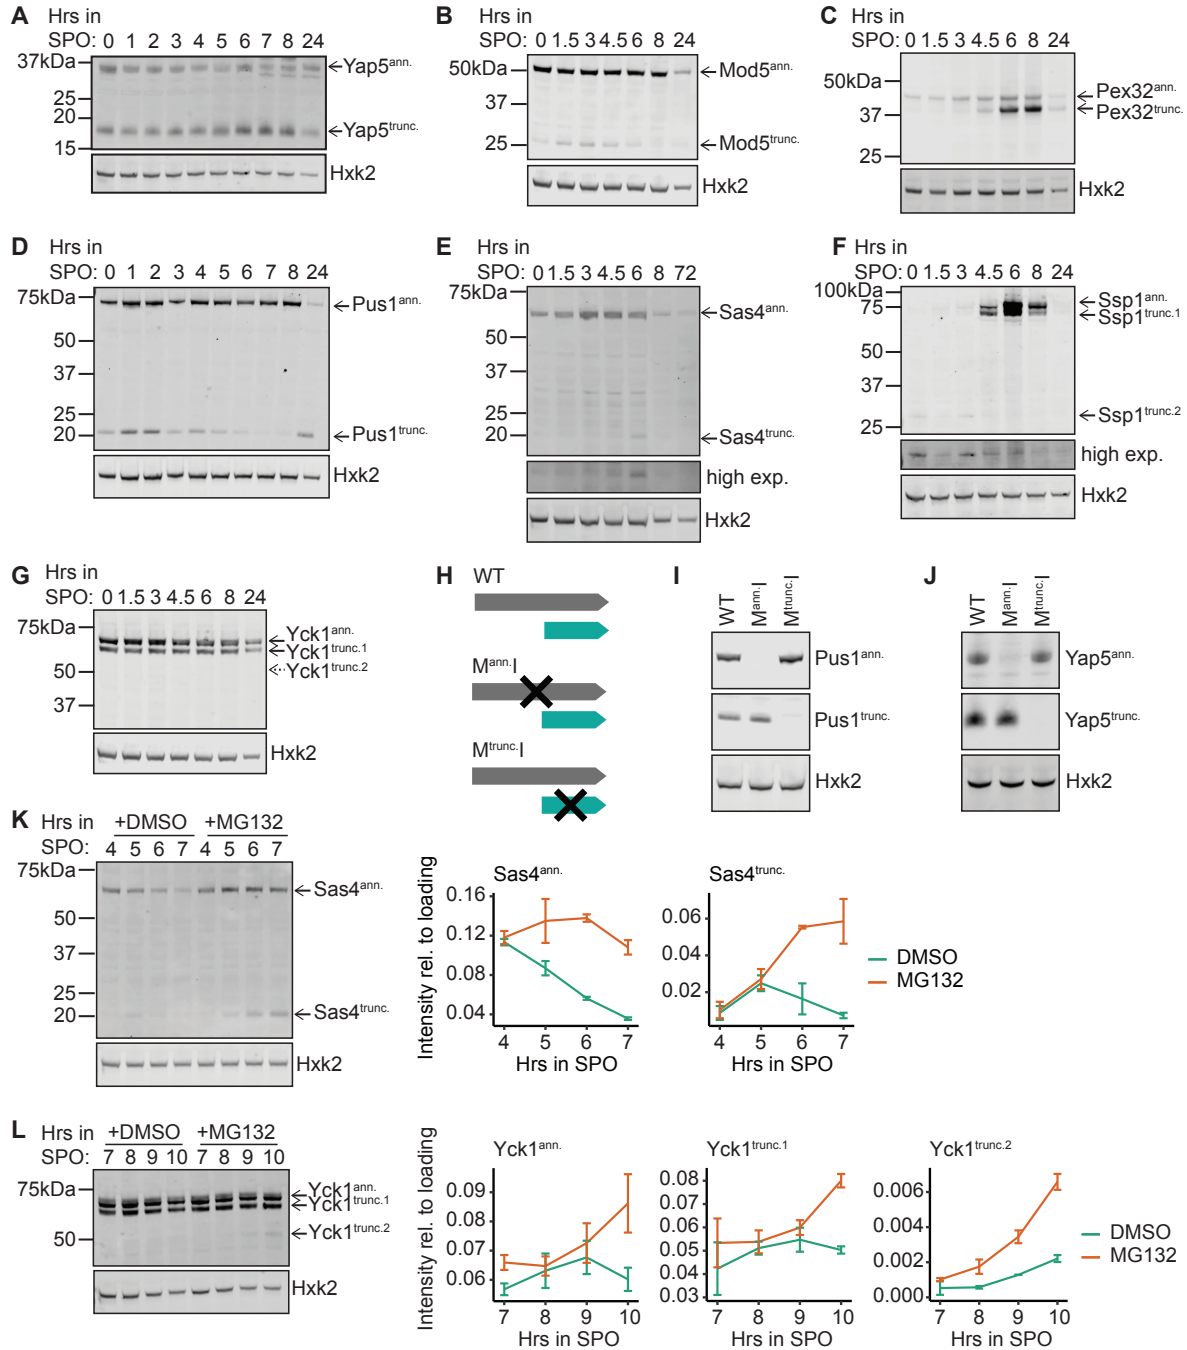 A Hrs in
SPO: 0 1 2 3 4 5 6 7 8 24
37kDa
25
20
15
Yap5ann.
Yap5trunc.
Hxk2
B Hrs in
SPO: 0 1.5 3 4.5 6 8 24
50kDa
37
25
Mod5ann.
Mod5trunc.
Hxk2
C Hrs in
SPO: 0 1.5 3 4.5 6 8 24
50kDa
37
25
Pex32ann.
Pex32trunc.
Hxk2
D Hrs in
SPO: 0 1 2 3 4 5 6 7 8 24
75kDa
50
37
25
20
Pus1ann.
Pus1trunc.
Hxk2
E Hrs in
SPO: 0 1.5 3 4.5 6 8 72
75kDa
50
37
25
20
Sas4ann.
Sas4trunc.
high exp.
Hxk2
F Hrs in
SPO: 0 1.5 3 4.5 6 8 24
100kDa
75
50
37
25
Ssp1ann.
Ssp1trunc.1
Ssp1trunc.2
high exp.
Hxk2
G Hrs in
SPO: 0 1.5 3 4.5 6 8 24
75kDa
50
37
Yck1ann.
Yck1trunc.1
Yck1trunc.2
Hxk2
H
WT
Mann.I
Mtrunc.I
I
WT Mann.I Mtrunc.I
Pus1ann.
Pus1trunc.
Hxk2
J
WT Mann.I Mtrunc.I
Yap5ann.
Yap5trunc.
Hxk2
K Hrs in +DMSO +MG132
SPO: 4 5 6 7 4 5 6 7
75kDa
50
37
25
20
Sas4ann.
Sas4trunc.
Hxk2
Intensity rel. to loading
Sas4ann.
0.16
0.12
0.08
0.04
4 5 6 7
Hrs in SPO
Sas4trunc.
0.06
0.04
0.02
4 5 6 7
Hrs in SPO
DMSO
MG132
L Hrs in +DMSO +MG132
SPO: 7 8 9 10 7 8 9 10
75kDa
50
Yck1ann.
Yck1trunc.1
Yck1trunc.2
Hxk2
Intensity rel. to loading
Yck1ann.
0.09
0.08
0.07
0.06
7 8 9 10
Hrs in SPO
Yck1trunc.1
0.08
0.07
0.06
0.05
0.04
0.03
7 8 9 10
Hrs in SPO
Yck1trunc.2
0.006
0.004
0.002
0.000
7 8 9 10
Hrs in SPO
DMSO
MG132